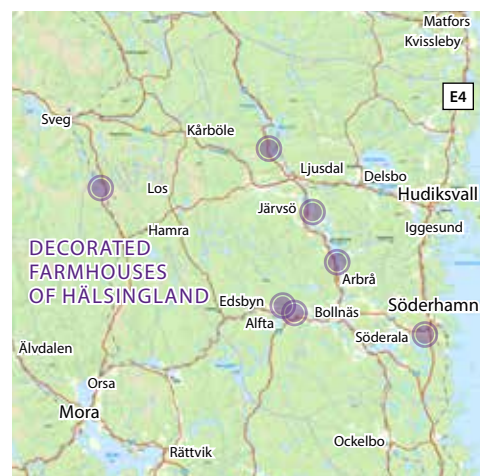 Matfors
Kvissleby
E4
Sveg
Kårböle
Ljusdal
Delsbo
Los
Hudiksvall
Järvsö
Iggesund
Hamra
DECORATED
FARMHOUSES
OF HÄLSINGLAND
Arbrå
Edsbyn
Bollnäs
Söderhamn
Alfta
Söderala
Älvdalen
Orsa
Mora
Ockelbo
Rättvik